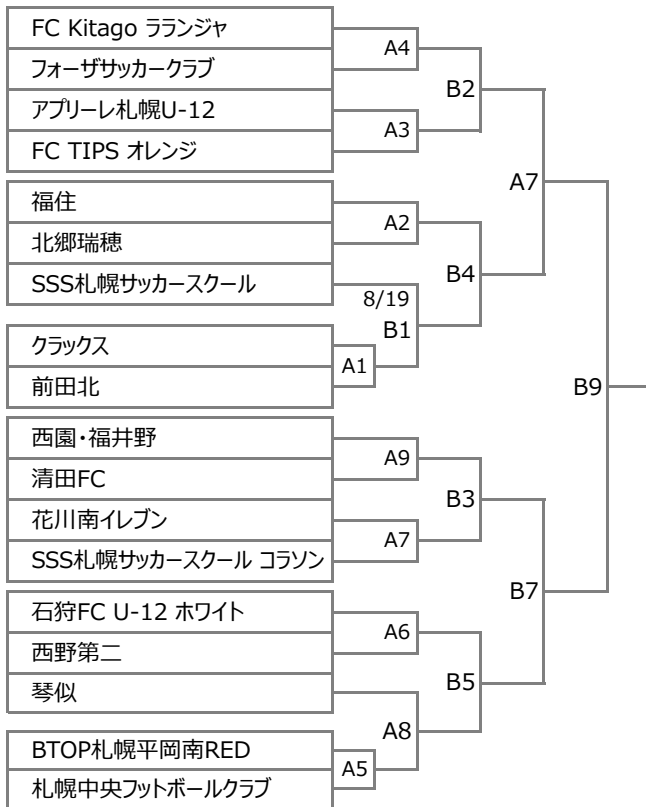 FC Kitago ラランジャ
フォーザサッカークラブ
A4
アプリーレ札幌U-12
FC TIPS オレンジ
A3
B2
福住
北郷瑞穂
A2
SSS札幌サッカースクール
8/19
B1
クラックス
前田北
A1
B4
A7
西園・福井野
清田FC
A9
花川南イレブン
SSS札幌サッカースクール コラソン
A7
B3
石狩FC U-12 ホワイト
西野第二
A6
琴似
A8
BTOP札幌平岡南RED
札幌中央フットボールクラブ
A5
B5
B7
B9